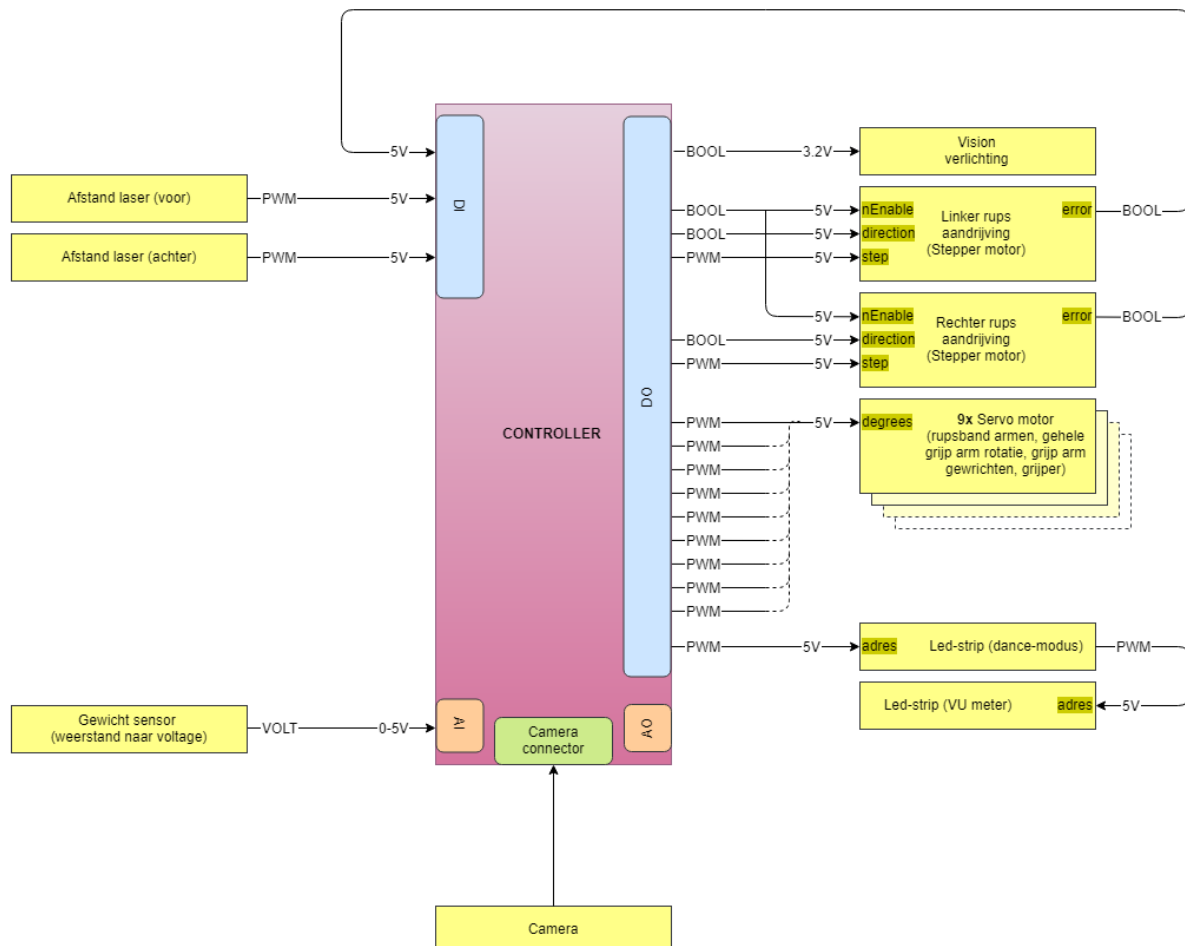 5V
BOOL
3.2V
Vision
verlichting
Afstand laser (voor)
PWM
5V
DI
BOOL
5V
nEnable
Linker rups
aandrijving
(Stepper motor)
error
BOOL
BOOL
5V
direction
Afstand laser (achter)
PWM
5V
PWM
5V
step
5V
nEnable
Rechter rups
aandrijving
(Stepper motor)
error
BOOL
BOOL
5V
direction
PWM
5V
step
DO
CONTROLLER
PWM
5V
degrees
9x Servo motor
(rupsband armen, gehele
grijp arm rotatie, grijp arm
gewrichten, grijper)
PWM
PWM
PWM
PWM
PWM
PWM
PWM
PWM
PWM
5V
adres
Led-strip (dance-modus)
PWM
Led-strip (VU meter)
adres
5V
Gewicht sensor
(weerstand naar voltage)
VOLT
0-5V
AI
Camera
connector
AO
Camera